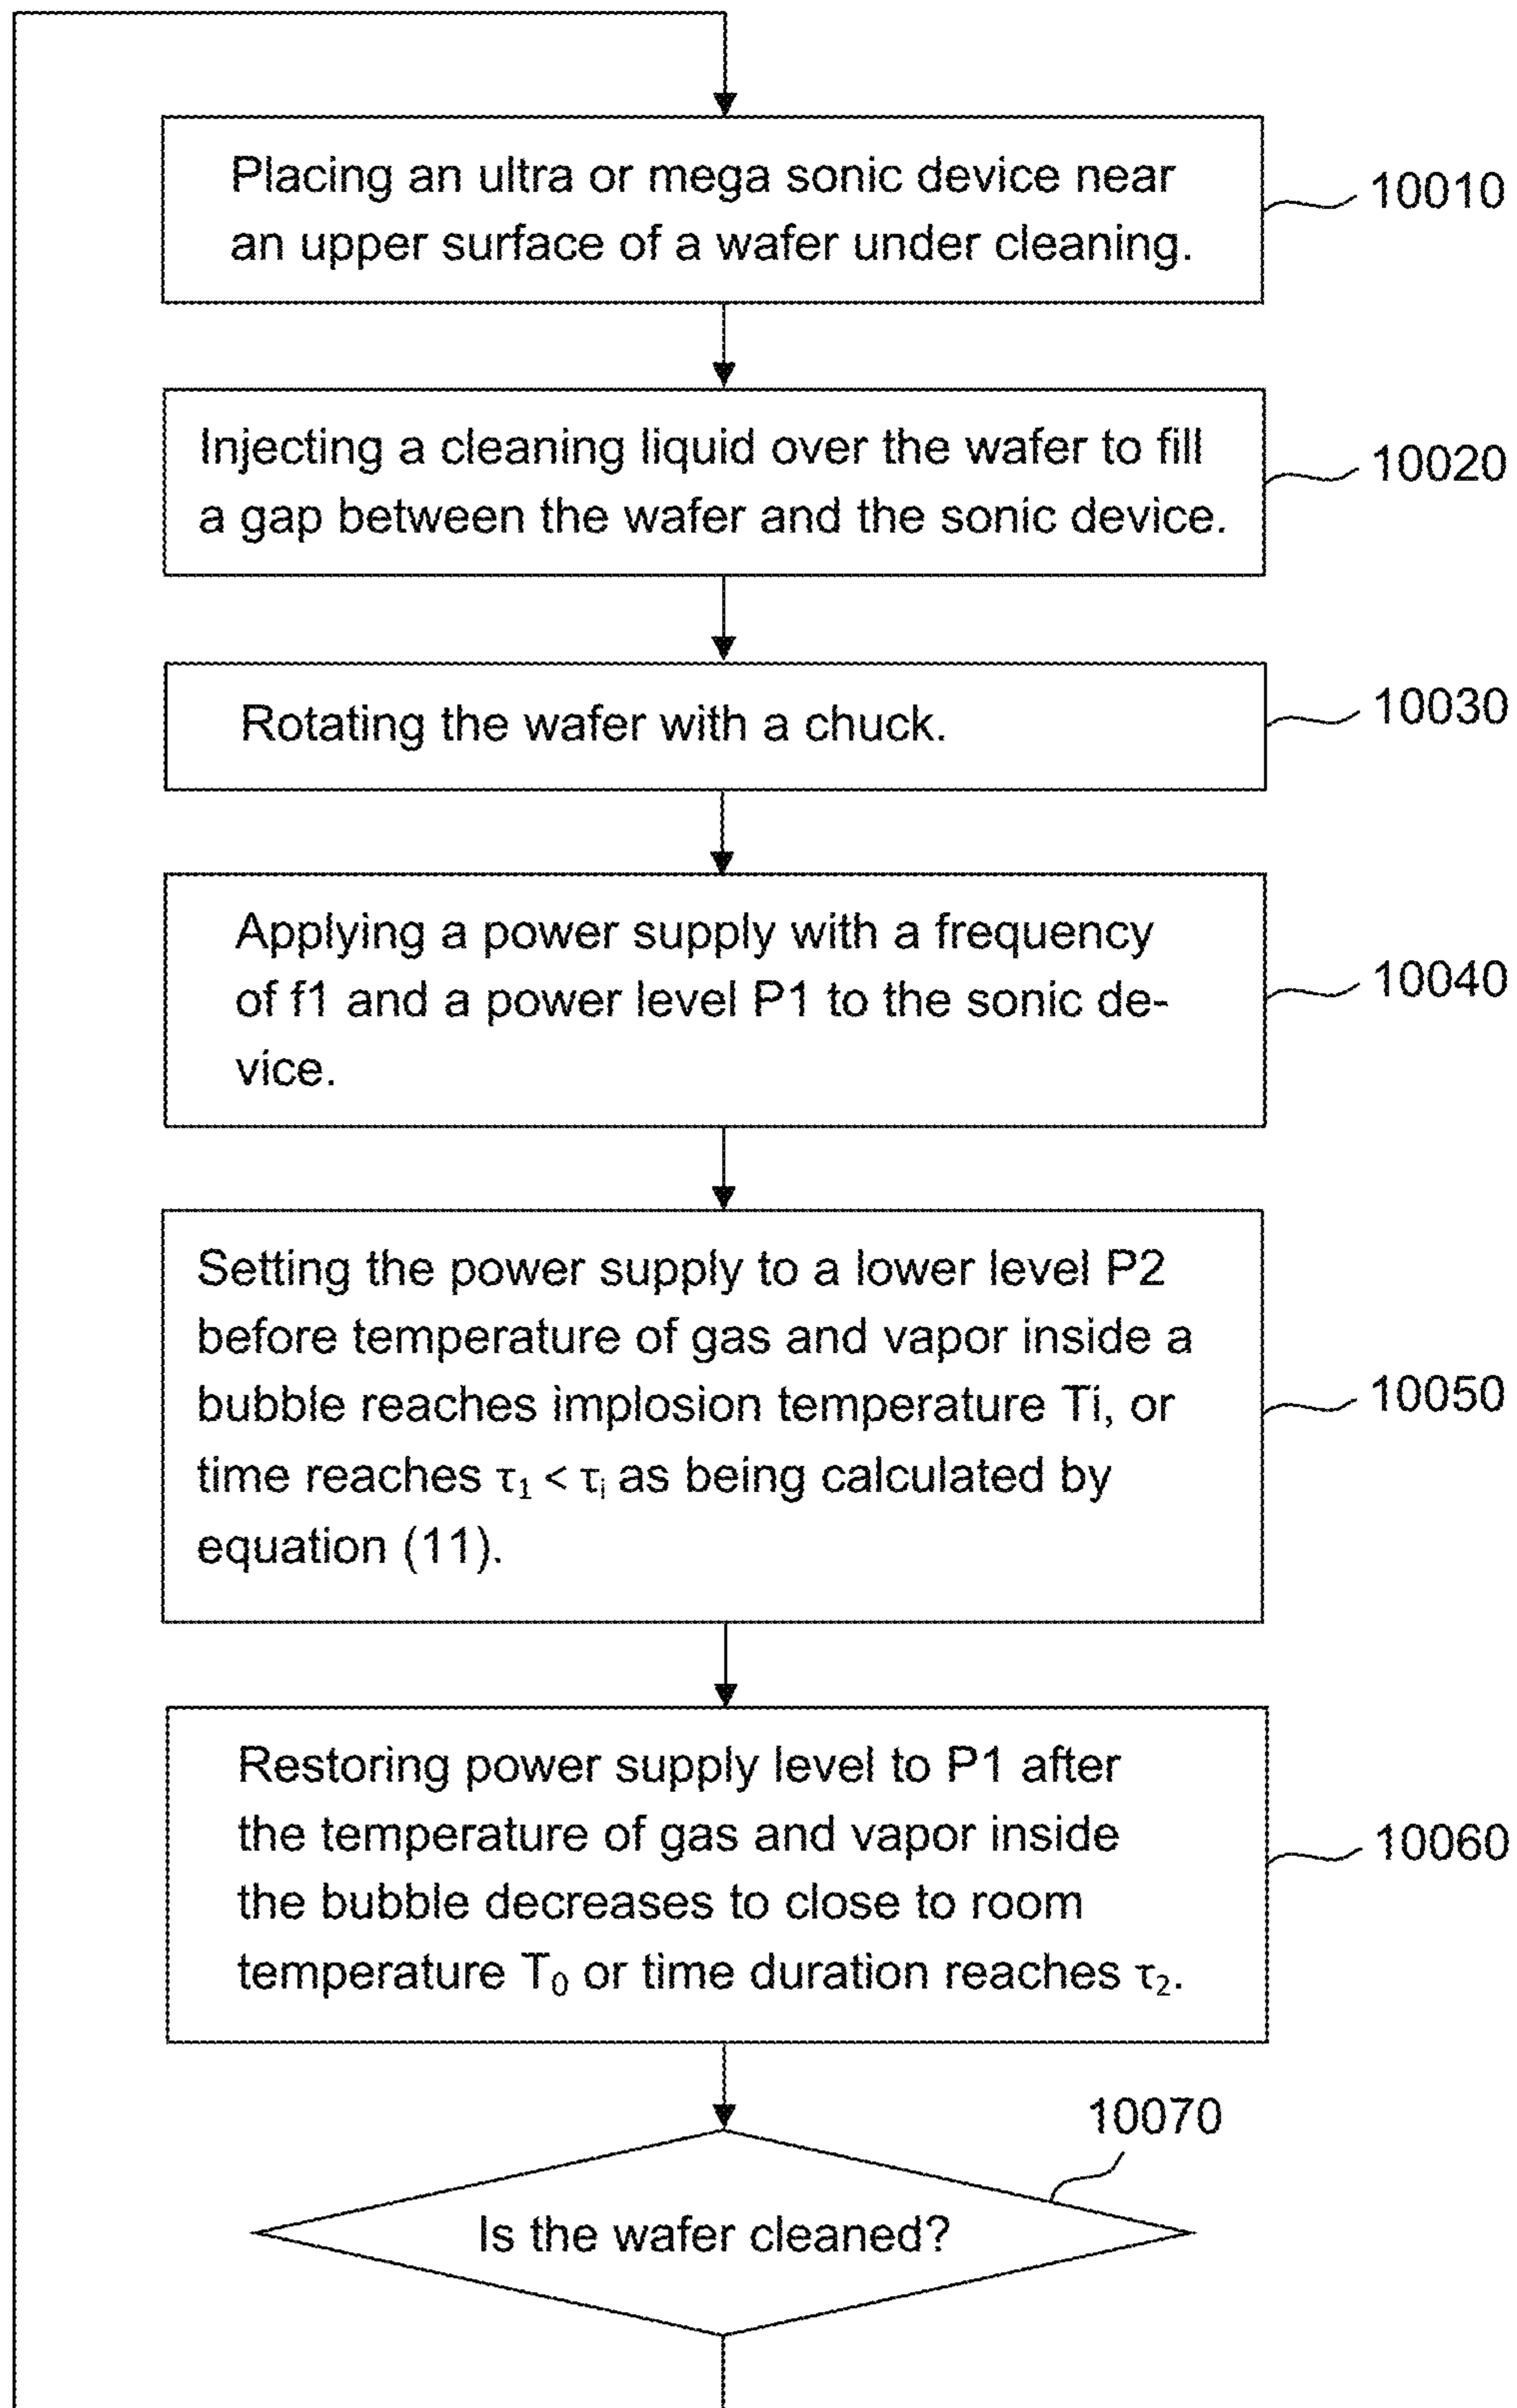 Placing an ultra or mega sonic device near
an upper surface of a wafer under cleaning.
10010
Injecting a cleaning liquid over the wafer to fill
a gap between the wafer and the sonic device.
10020
Rotating the wafer with a chuck.
10030
Applying a power supply with a frequency
of f1 and a power level P1 to the sonic de-
vice.
10040
Setting the power supply to a lower level P2
before temperature of gas and vapor inside a
bubble reaches implosion temperature Ti, or
time reaches τ₁ < τᵢ as being calculated by
equation (11).
10050
Restoring power supply level to P1 after
the temperature of gas and vapor inside
the bubble decreases to close to room
temperature T₀ or time duration reaches τ₂.
10060
10070
Is the wafer cleaned?